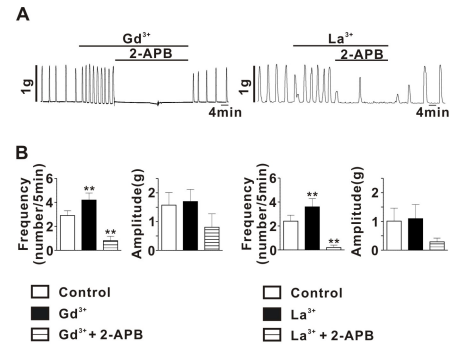 A
Gd³⁺
2-APB
1g
4min
La³⁺
2-APB
1g
4min
B
Frequency
(number/5min)
6
4
2
0
**
**
Amplitude(g)
2
1
0
Frequency
(number/5min)
6
4
2
0
**
**
Amplitude(g)
2
1
0
Control
Gd³⁺
Gd³⁺ + 2-APB
Control
La³⁺
La³⁺ + 2-APB